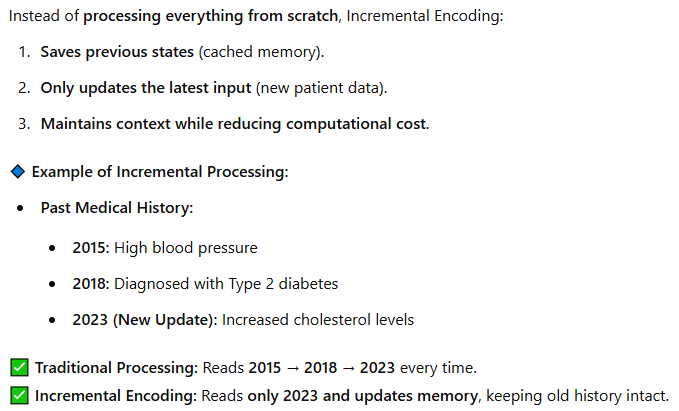 Instead of processing everything from scratch, Incremental Encoding:
1. Saves previous states (cached memory).
2. Only updates the latest input (new patient data).
3. Maintains context while reducing computational cost.
🔷 Example of Incremental Processing:
• Past Medical History:
• 2015: High blood pressure
• 2018: Diagnosed with Type 2 diabetes
• 2023 (New Update): Increased cholesterol levels
✅ Traditional Processing: Reads 2015 → 2018 → 2023 every time.
✅ Incremental Encoding: Reads only 2023 and updates memory, keeping old history intact.